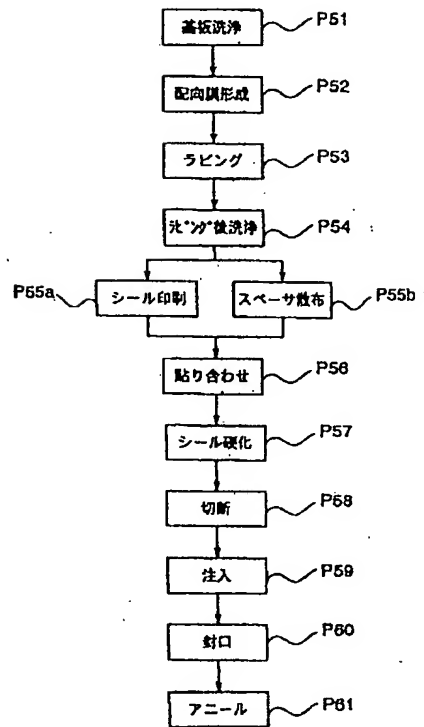 基板洗浄 P51
配向膜形成 P52
ラビング P53
ラビング後洗浄 P54
P55a シール印刷 スペーサ散布 P55b
貼り合わせ P56
シール硬化 P57
切断 P58
注入 P59
封口 P60
アニール P61